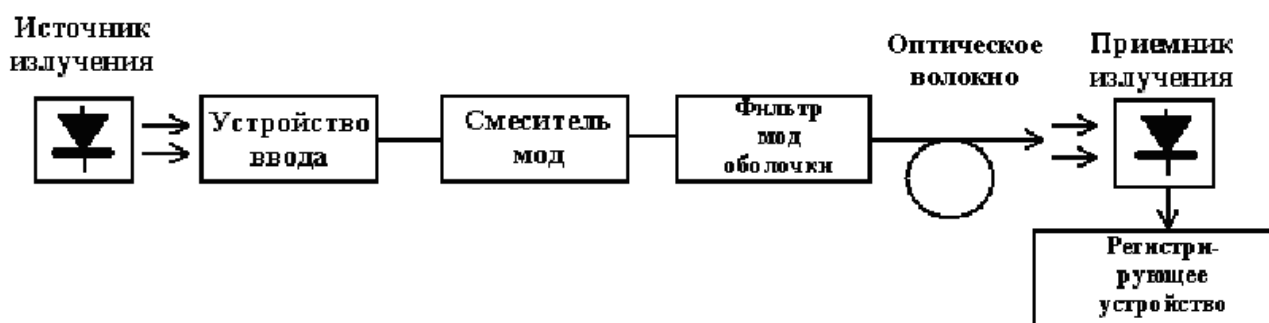 Источник
излучения
Устройство
ввода
Смеситель
мод
Фильтр
мод
оболочки
Оптическое
волокно
Приемник
излучения
Регистри-
рующее
устройство